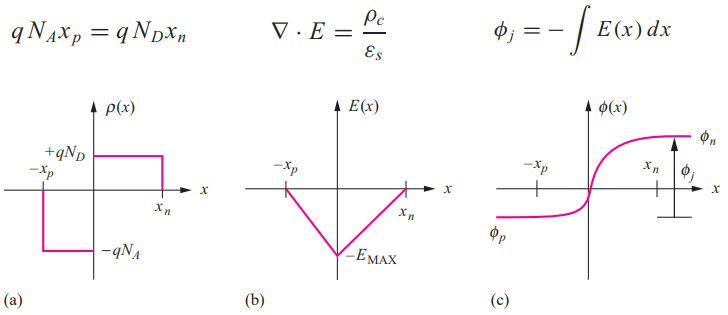 qN_A x_p = qN_D x_n
∇ · E = ρ_c / ε_s
ϕ_j = − ∫ E(x) dx
ρ(x)
+qN_D
−x_p
x
x_n
−qN_A
(a)
E(x)
−x_p
x
x_n
−E_MAX
(b)
ϕ(x)
ϕ_n
−x_p
x_n
ϕ_j
x
ϕ_p
(c)